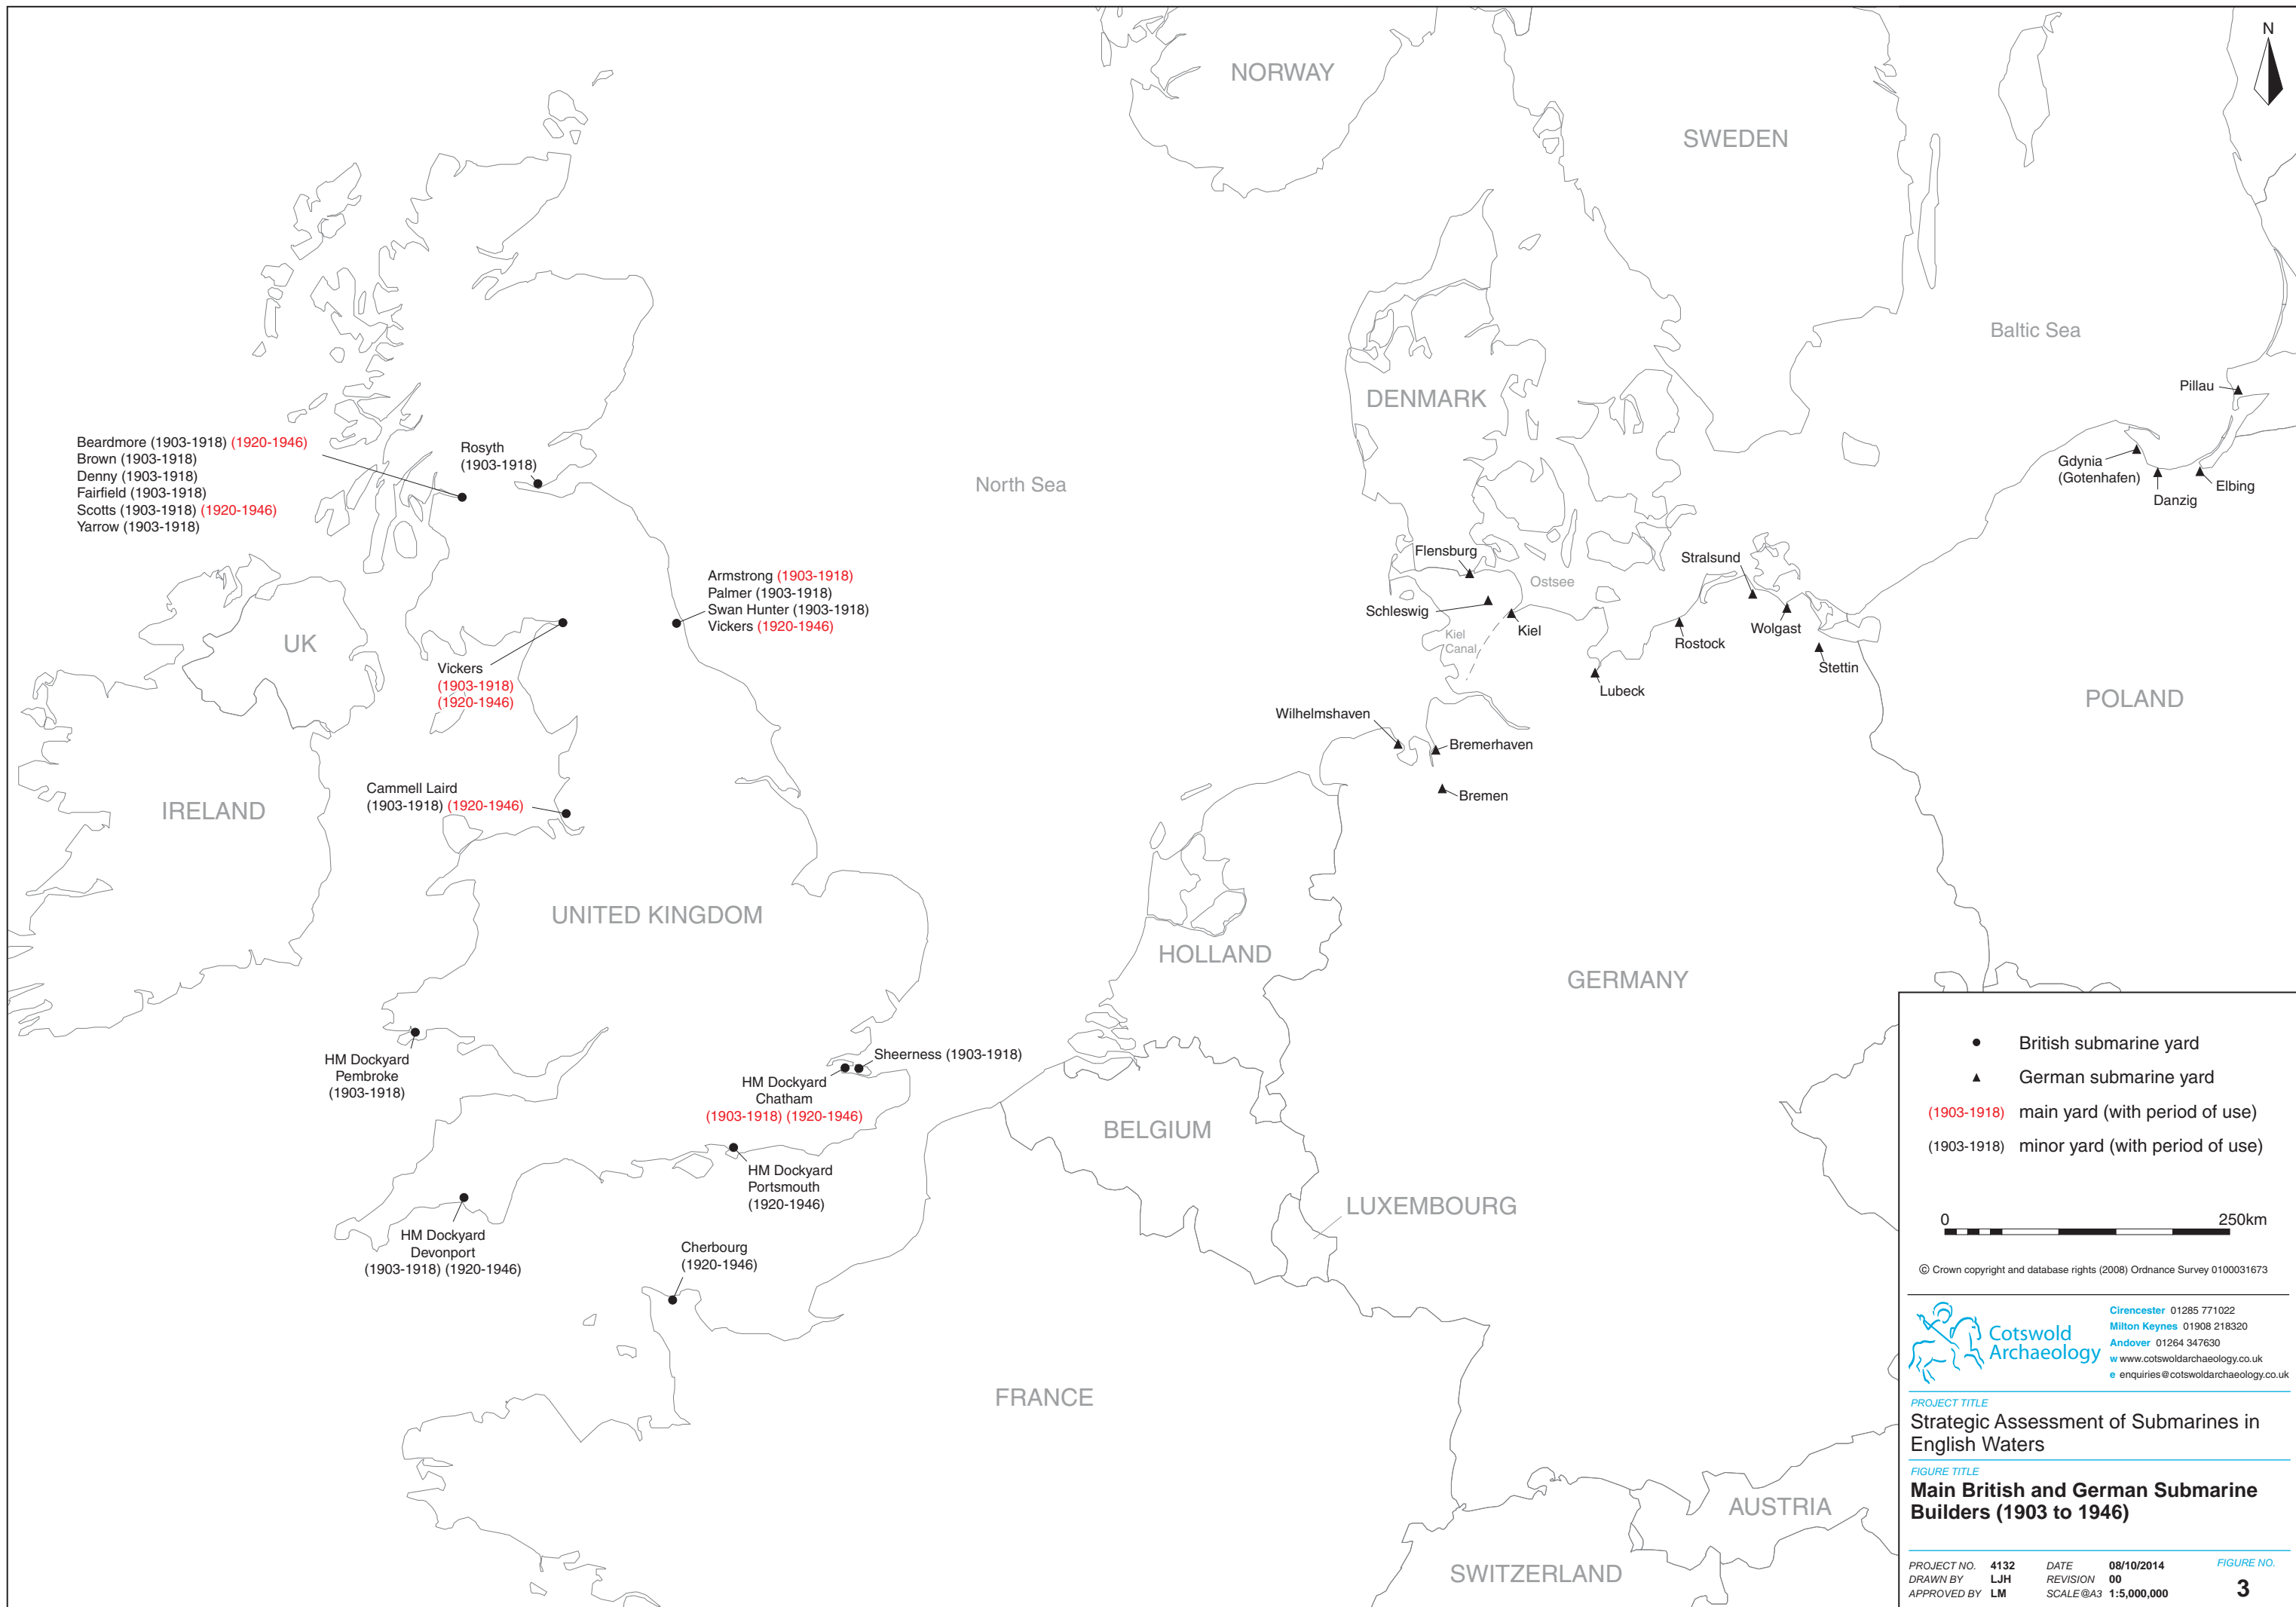 N
NORWAY
SWEDEN
Baltic Sea
DENMARK
Pillau
Beardmore (1903-1918) (1920-1946)
Brown (1903-1918)
Denny (1903-1918)
Fairfield (1903-1918)
Scotts (1903-1918) (1920-1946)
Yarrow (1903-1918)
Rosyth
(1903-1918)
North Sea
Gdynia
(Gotenhafen)
Danzig
Elbing
Flensburg
Ostsee
Stralsund
Schleswig
Kiel
Kiel
Canal
Rostock
Wolgast
Stettin
Lubeck
Armstrong (1903-1918)
Palmer (1903-1918)
Swan Hunter (1903-1918)
Vickers (1920-1946)
UK
Vickers
(1903-1918)
(1920-1946)
POLAND
Wilhelmshaven
Bremerhaven
Bremen
Cammell Laird
(1903-1918) (1920-1946)
IRELAND
UNITED KINGDOM
HOLLAND
GERMANY
HM Dockyard
Pembroke
(1903-1918)
Sheerness (1903-1918)
HM Dockyard
Chatham
(1903-1918) (1920-1946)
BELGIUM
HM Dockyard
Portsmouth
(1920-1946)
LUXEMBOURG
HM Dockyard
Devonport
(1903-1918) (1920-1946)
Cherbourg
(1920-1946)
FRANCE
AUSTRIA
SWITZERLAND
British submarine yard
German submarine yard
(1903-1918) main yard (with period of use)
(1903-1918) minor yard (with period of use)
0 250km
© Crown copyright and database rights (2008) Ordnance Survey 0100031673
Cotswold
Archaeology
Cirencester 01285 771022
Milton Keynes 01908 218320
Andover 01264 347630
w www.cotswoldarchaeology.co.uk
e enquiries@cotswoldarchaeology.co.uk
PROJECT TITLE
Strategic Assessment of Submarines in
English Waters
FIGURE TITLE
Main British and German Submarine
Builders (1903 to 1946)
PROJECT NO. 4132 DATE 08/10/2014 FIGURE NO.
DRAWN BY LJH REVISION 00
APPROVED BY LM SCALE@A3 1:5,000,000 3